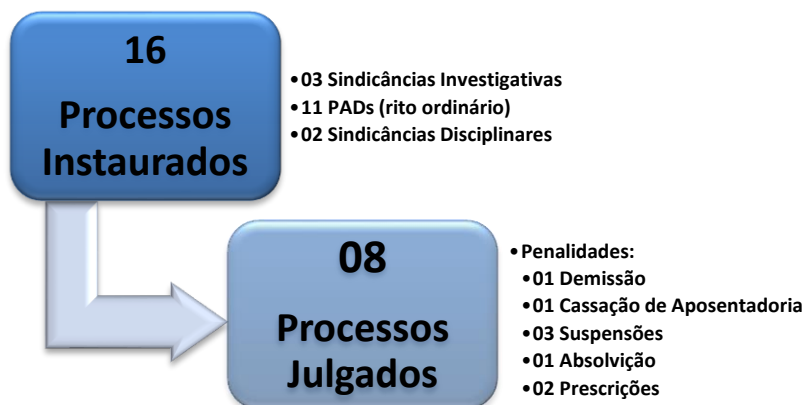 16
Processos
Instaurados
•03 Sindicâncias Investigativas
•11 PADs (rito ordinário)
•02 Sindicâncias Disciplinares
08
Processos
Julgados
•Penalidades:
•01 Demissão
•01 Cassação de Aposentadoria
•03 Suspensões
•01 Absolvição
•02 Prescrições